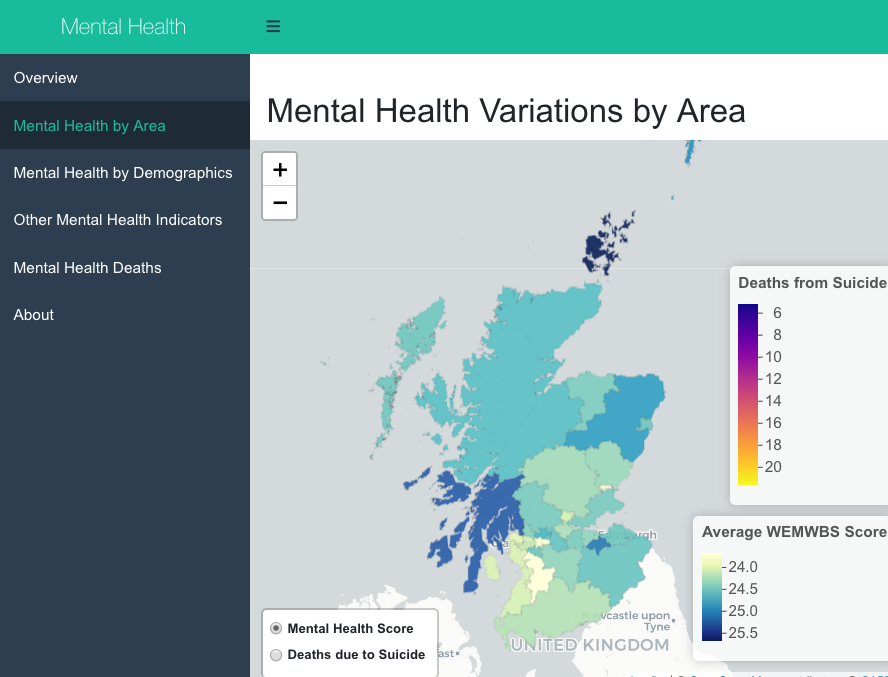 Mental Health
Overview
Mental Health by Area
Mental Health by Demographics
Other Mental Health Indicators
Mental Health Deaths
About
Mental Health Variations by Area
+
−
Deaths from Suicide
6
8
10
12
14
16
18
20
Average WEMWBS Score
24.0
24.5
25.0
25.5
Edinburgh
Newcastle upon
Tyne
UNITED KINGDOM
Mental Health Score
Deaths due to Suicide